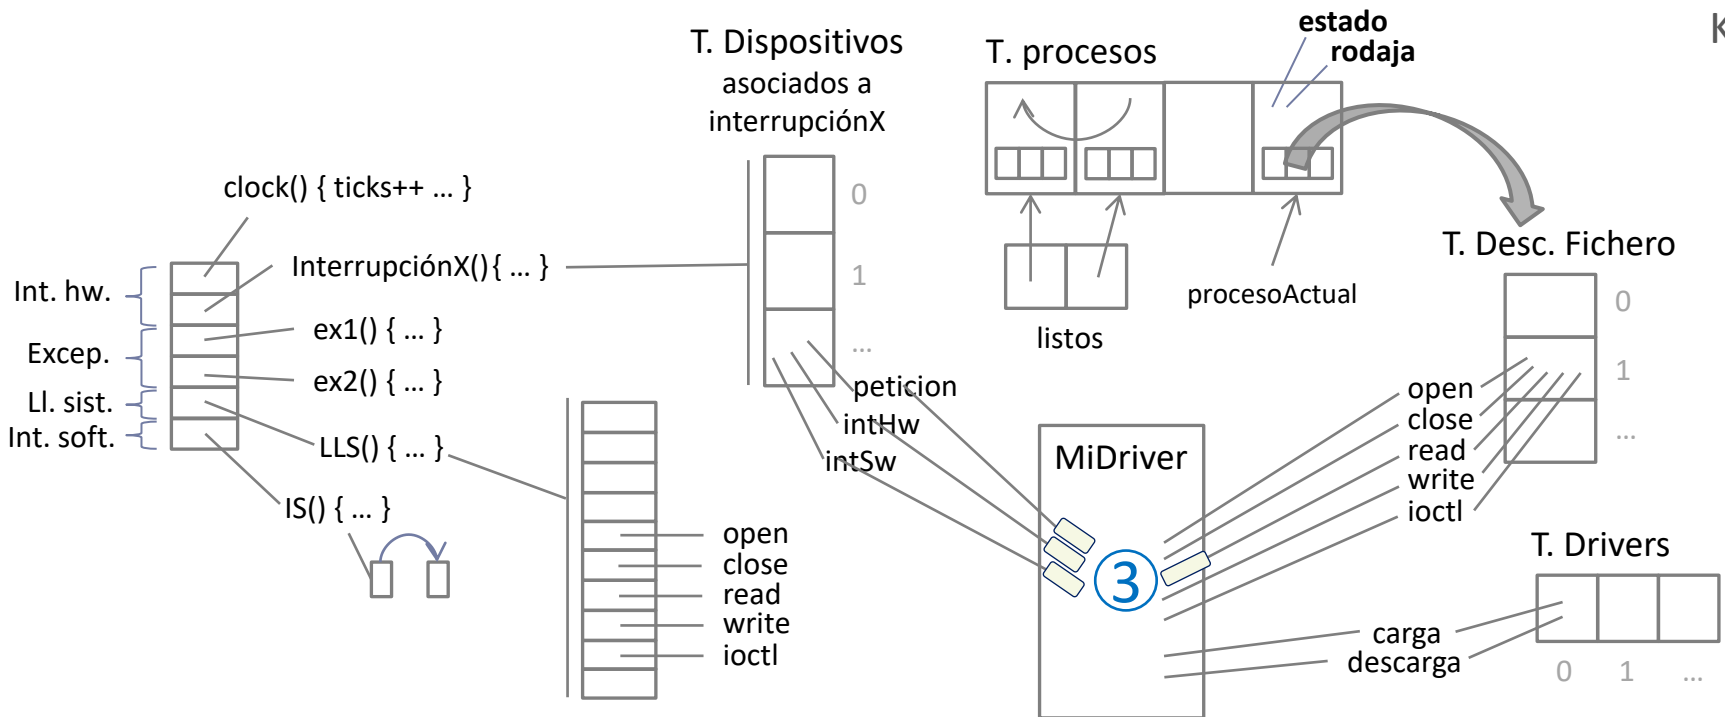 estado
rodaja
K
T. Dispositivos
asociados a
interrupciónX
T. procesos
0
1
...
clock() { ticks++ ... }
InterrupciónX(){ ... }
Int. hw.
ex1() { ... }
Excep.
ex2() { ... }
Ll. sist.
Int. soft.
LLS() { ... }
IS() { ... }
open
close
read
write
ioctl
peticion
intHw
intSw
listos
procesoActual
T. Desc. Fichero
0
1
...
MiDriver
3
open
close
read
write
ioctl
T. Drivers
carga
descarga
0 1 ...